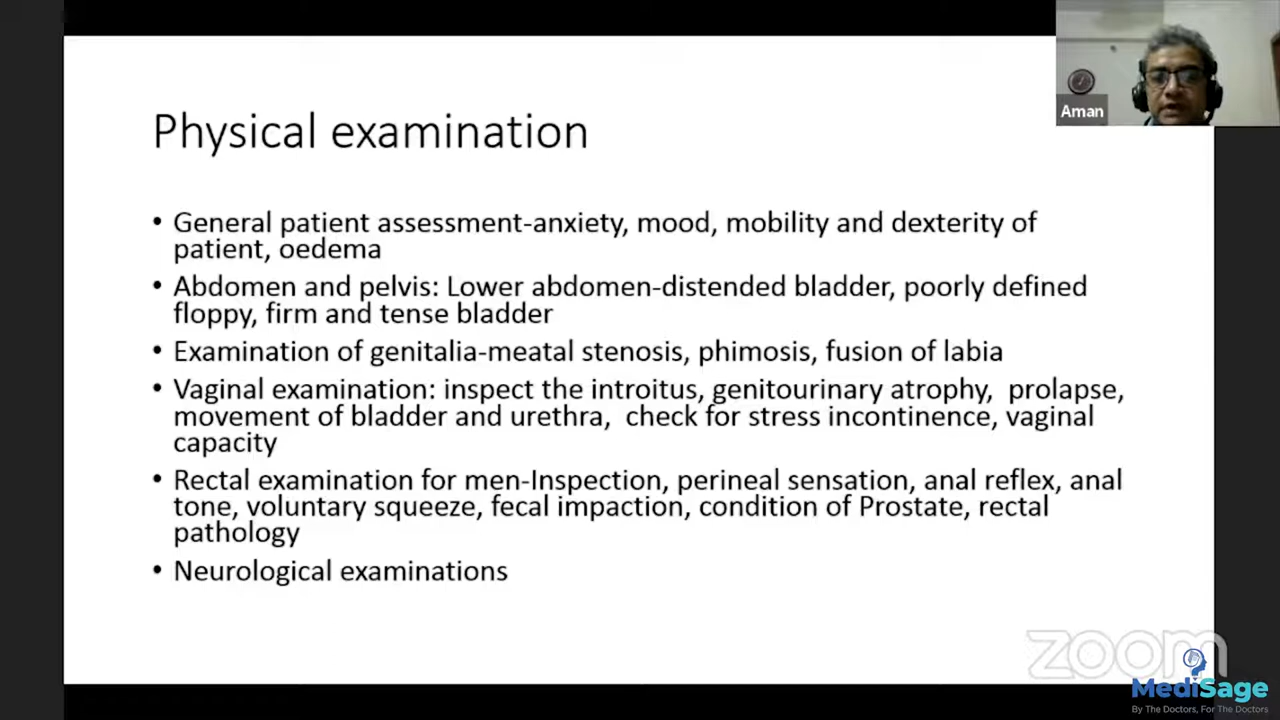 Physical examination
Aman
• General patient assessment-anxiety, mood, mobility and dexterity of
patient, oedema
• Abdomen and pelvis: Lower abdomen-distended bladder, poorly defined
floppy, firm and tense bladder
• Examination of genitalia-meatal stenosis, phimosis, fusion of labia
• Vaginal examination: inspect the introitus, genitourinary atrophy,  prolapse,
movement of bladder and urethra,  check for stress incontinence, vaginal
capacity
• Rectal examination for men-Inspection, perineal sensation, anal reflex, anal
tone, voluntary squeeze, fecal impaction, condition of Prostate, rectal
pathology
• Neurological examinations
zoom
MediSage
By The Doctors, For The Doctors